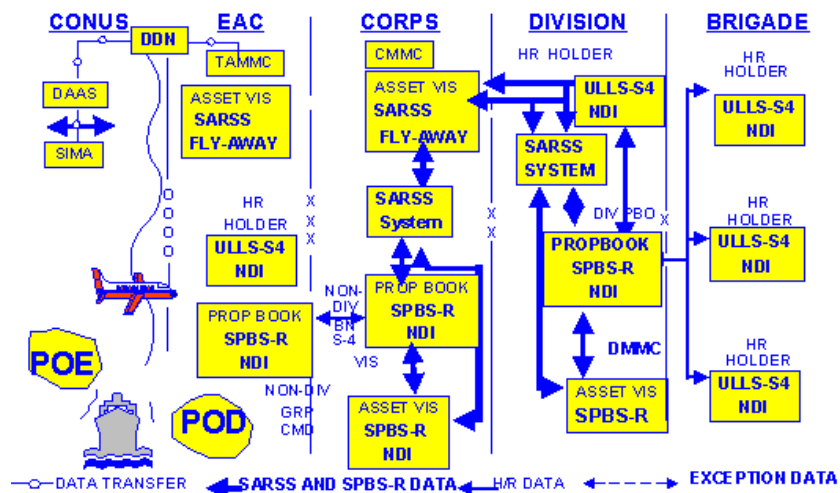 CONUS
EAC
CORPS
DIVISION
BRIGADE
DDN
TAMMC
DAAS
SIMA
ASSET VIS
SARSS
FLY-AWAY
HR
HOLDER
ULLS-S4
NDI
PROP BOOK
SPBS-R
NDI
NON-DIV
GRP
CMD
POE
POD
X
X
X
CMMC
ASSET VIS
SARSS
FLY-AWAY
SARSS
System
NON-
DIV
BN
S-4
VIS
PROP BOOK
SPBS-R
NDI
ASSET VIS
SPBS-R
NDI
X
X
HR HOLDER
ULLS-S4
NDI
SARSS
SYSTEM
DIV PBO
X
PROPBOOK
SPBS-R
NDI
DMMC
ASSET VIS
SPBS-R
HR
HOLDER
ULLS-S4
NDI
HR
HOLDER
ULLS-S4
NDI
HR
HOLDER
ULLS-S4
NDI
DATA TRANSFER
SARSS AND SPBS-R DATA
H/R DATA
EXCEPTION DATA